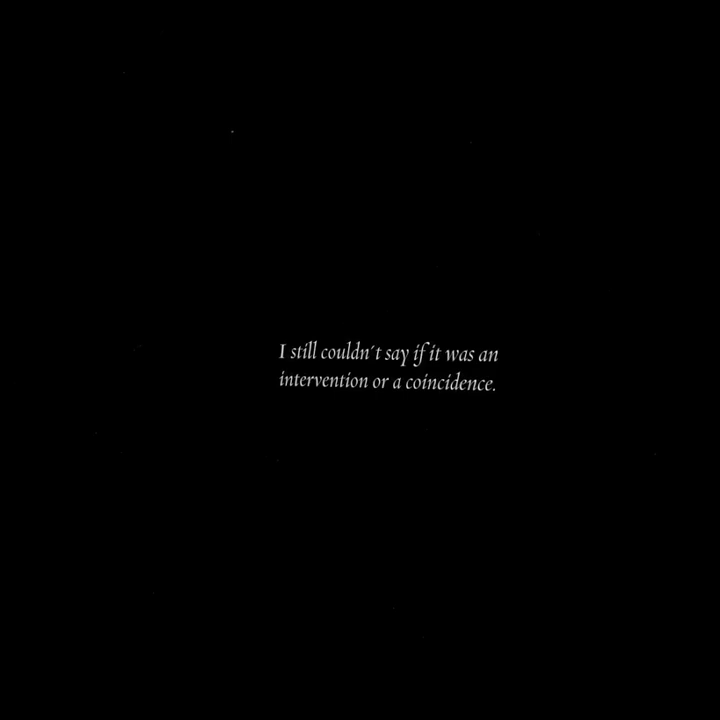 I still couldn´t say if it was an
intervention or a coincidence.